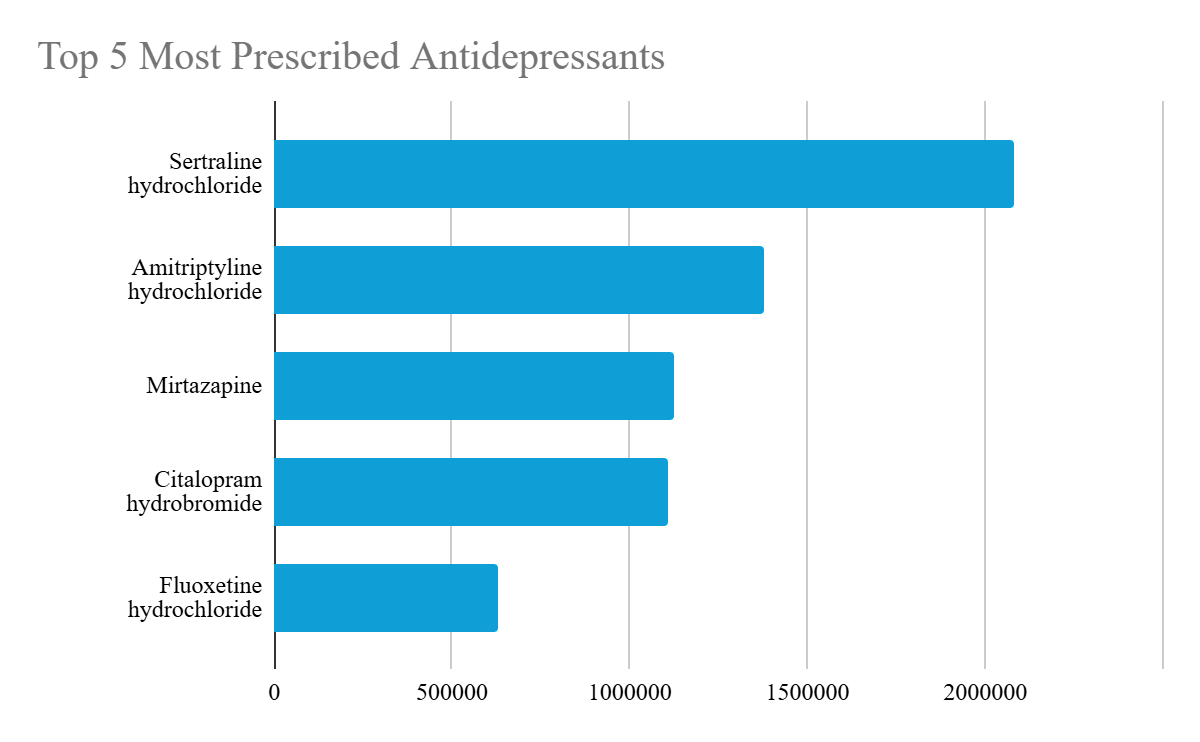 Top 5 Most Prescribed Antidepressants
Sertraline
hydrochloride
Amitriptyline
hydrochloride
Mirtazapine
Citalopram
hydrobromide
Fluoxetine
hydrochloride
0 500000 1000000 1500000 2000000